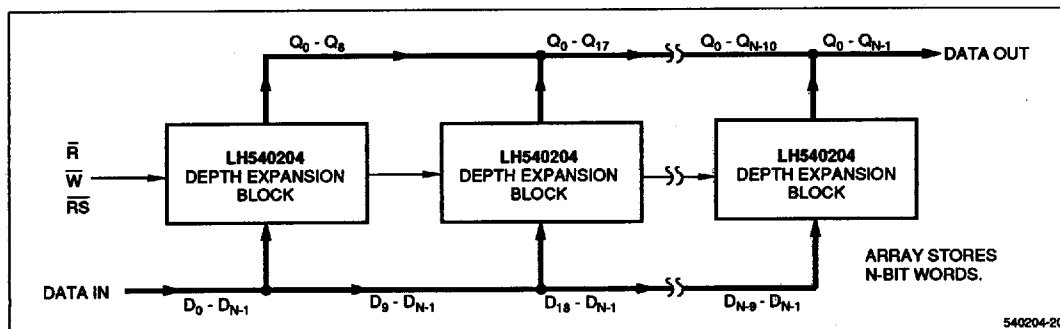 Q0 - Q8
Q0 - Q17
Q0 - QN-10
Q0 - QN-1
DATA OUT
R̅
W̅
R̅S̅
LH540204
DEPTH EXPANSION
BLOCK
LH540204
DEPTH EXPANSION
BLOCK
LH540204
DEPTH EXPANSION
BLOCK
ARRAY STORES
N-BIT WORDS.
DATA IN
D0 - DN-1
D9 - DN-1
D18 - DN-1
DN-9 - DN-1
540204-20